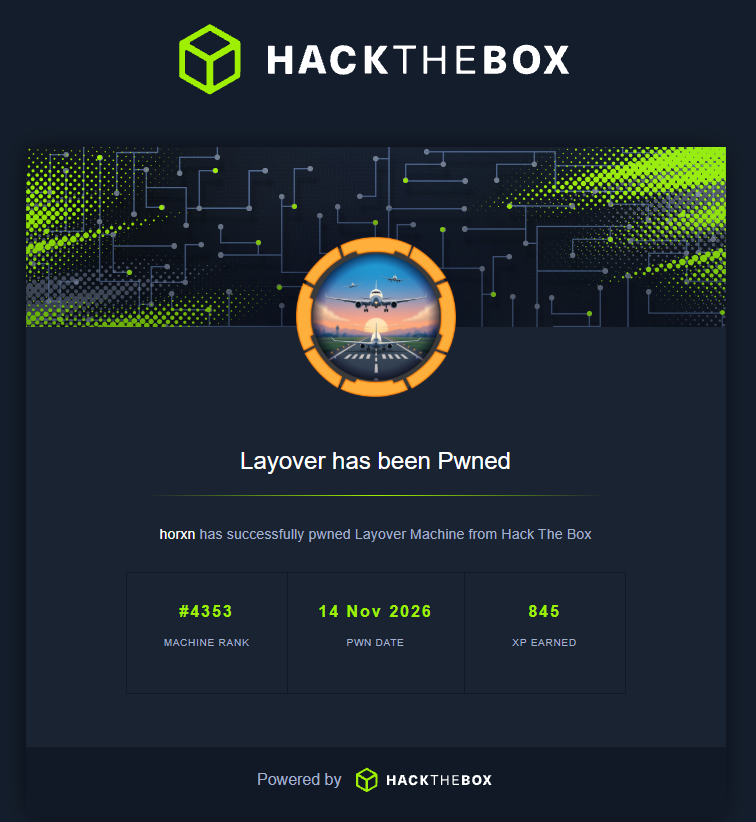 HACKTHEBOX
Layover has been Pwned
horxn has successfully pwned Layover Machine from Hack The Box
#4353 14 Nov 2026 845
MACHINE RANK PWN DATE XP EARNED
Powered by HACKTHEBOX